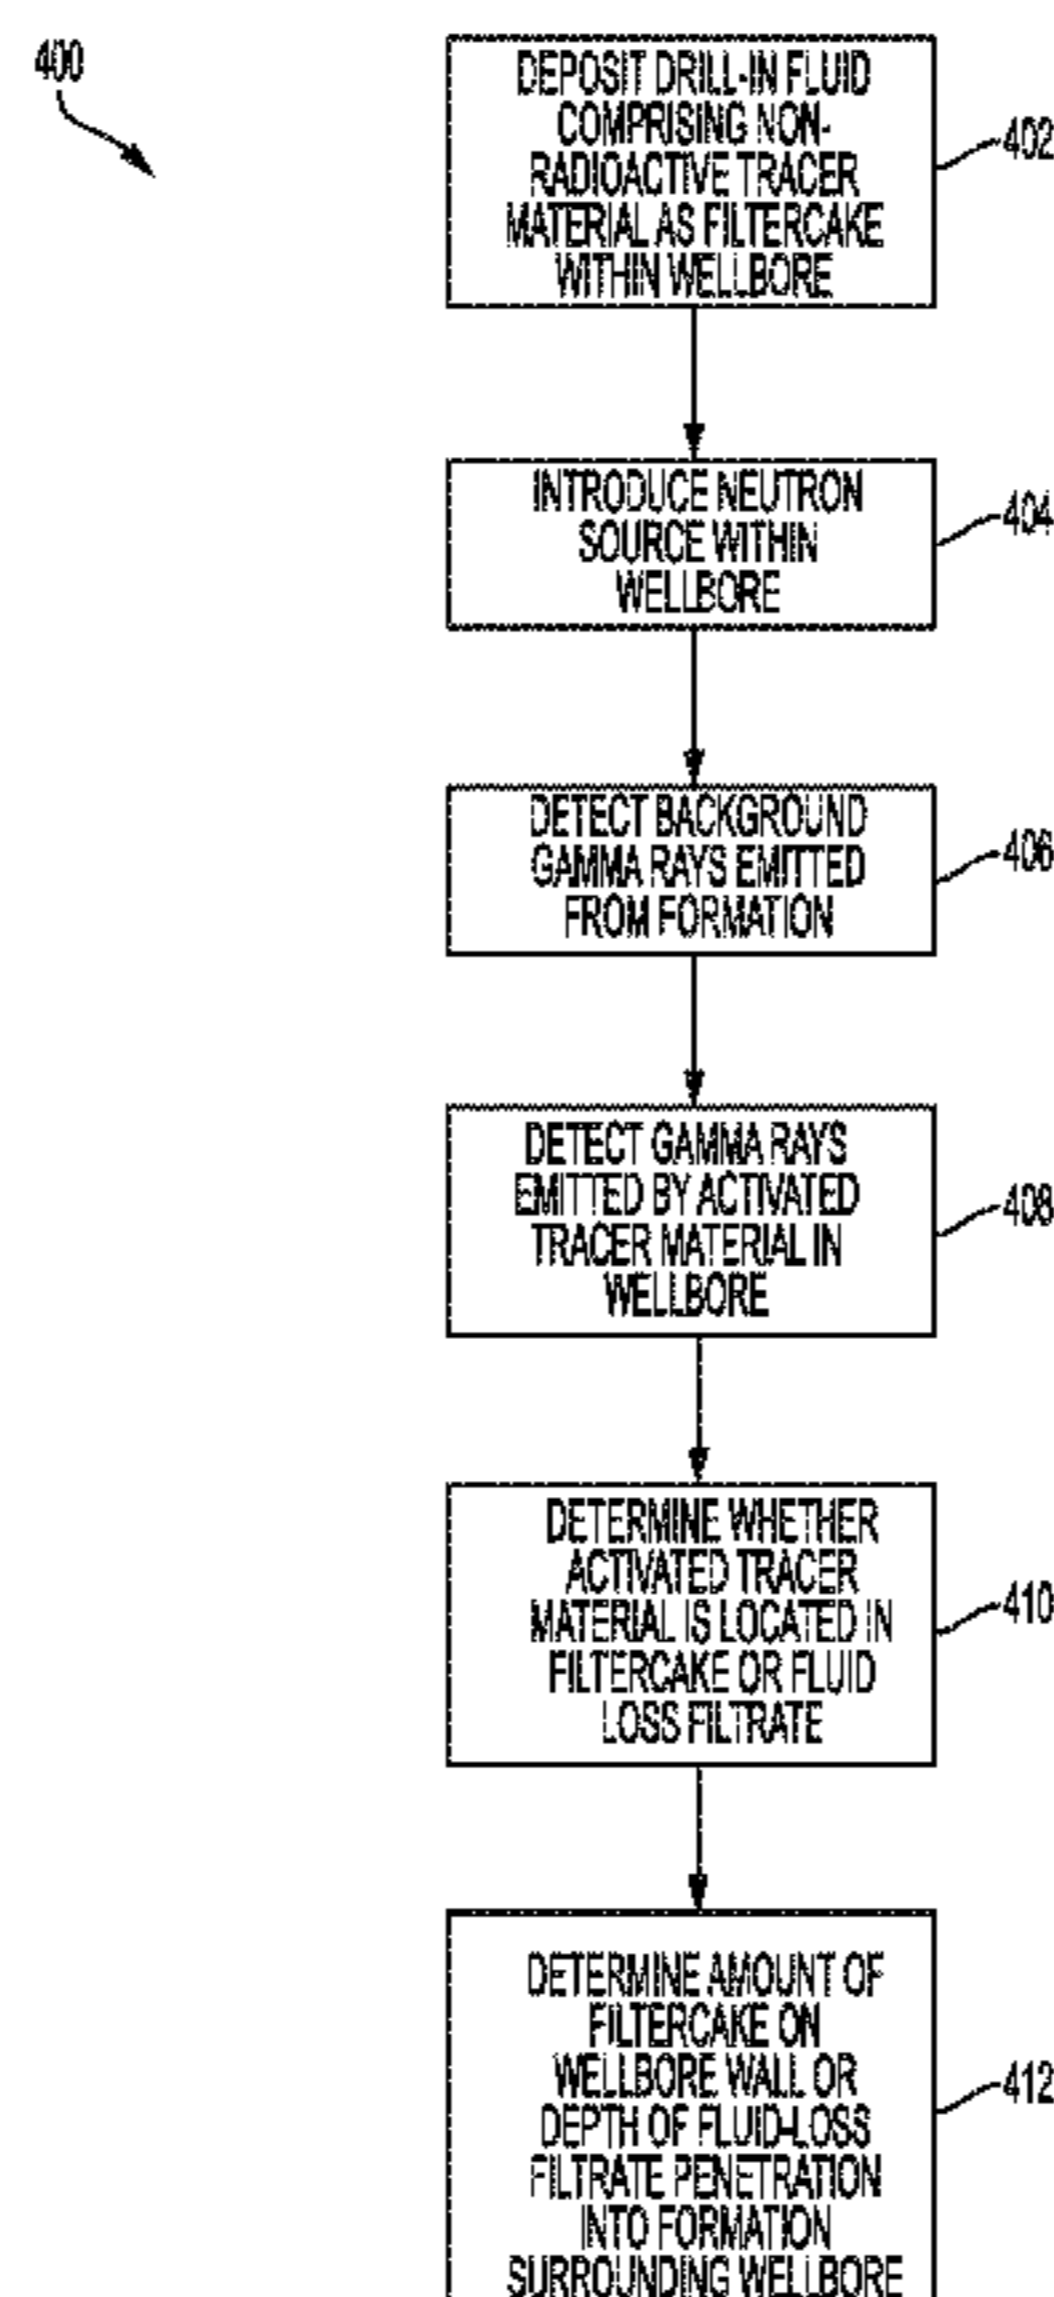 400
DEPOSIT DRILL-IN FLUID
COMPRISING NON-
RADIOACTIVE TRACER
MATERIAL AS FILTERCAKE
WITHIN WELLBORE
402
INTRODUCE NEUTRON
SOURCE WITHIN
WELLBORE
404
DETECT BACKGROUND
GAMMA RAYS EMITTED
FROM FORMATION
406
DETECT GAMMA RAYS
EMITTED BY ACTIVATED
TRACER MATERIAL IN
WELLBORE
408
DETERMINE WHETHER
ACTIVATED TRACER
MATERIAL IS LOCATED IN
FILTERCAKE OR FLUID
LOSS FILTRATE
410
DETERMINE AMOUNT OF
FILTERCAKE ON
WELLBORE WALL OR
DEPTH OF FLUID-LOSS
FILTRATE PENETRATION
INTO FORMATION
SURROUNDING WELLBORE
412